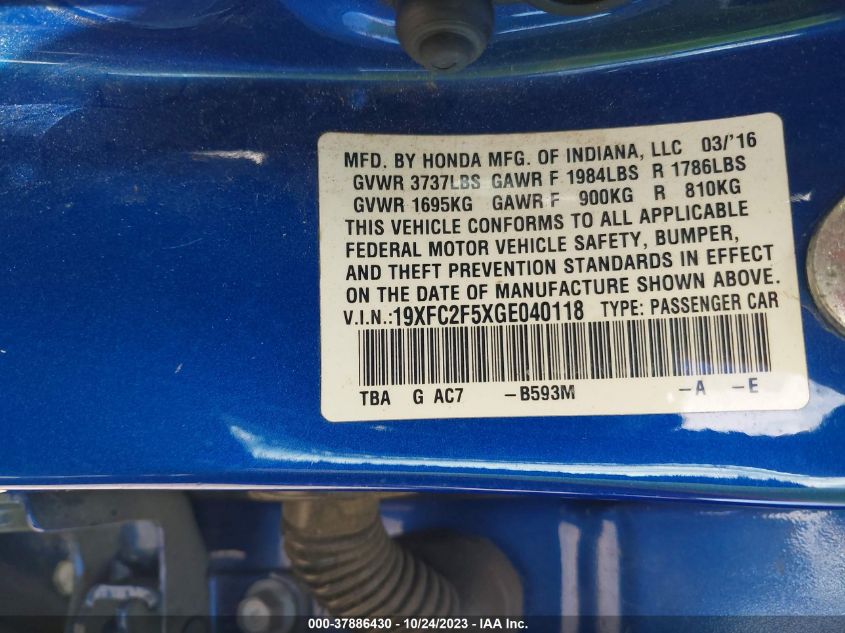 MFD. BY HONDA MFG. OF INDIANA, LLC 03/'16
GVWR 3737LBS GAWR F 1984LBS R 1786LBS
GVWR 1695KG GAWR F 900KG R 810KG
THIS VEHICLE CONFORMS TO ALL APPLICABLE
FEDERAL MOTOR VEHICLE SAFETY, BUMPER,
AND THEFT PREVENTION STANDARDS IN EFFECT
ON THE DATE OF MANUFACTURE SHOWN ABOVE.
V.I.N.:19XFC2F5XGE040118 TYPE: PASSENGER CAR
TBA G AC7 -B593M -A -E
000-37886430 - 10/24/2023 - IAA Inc.